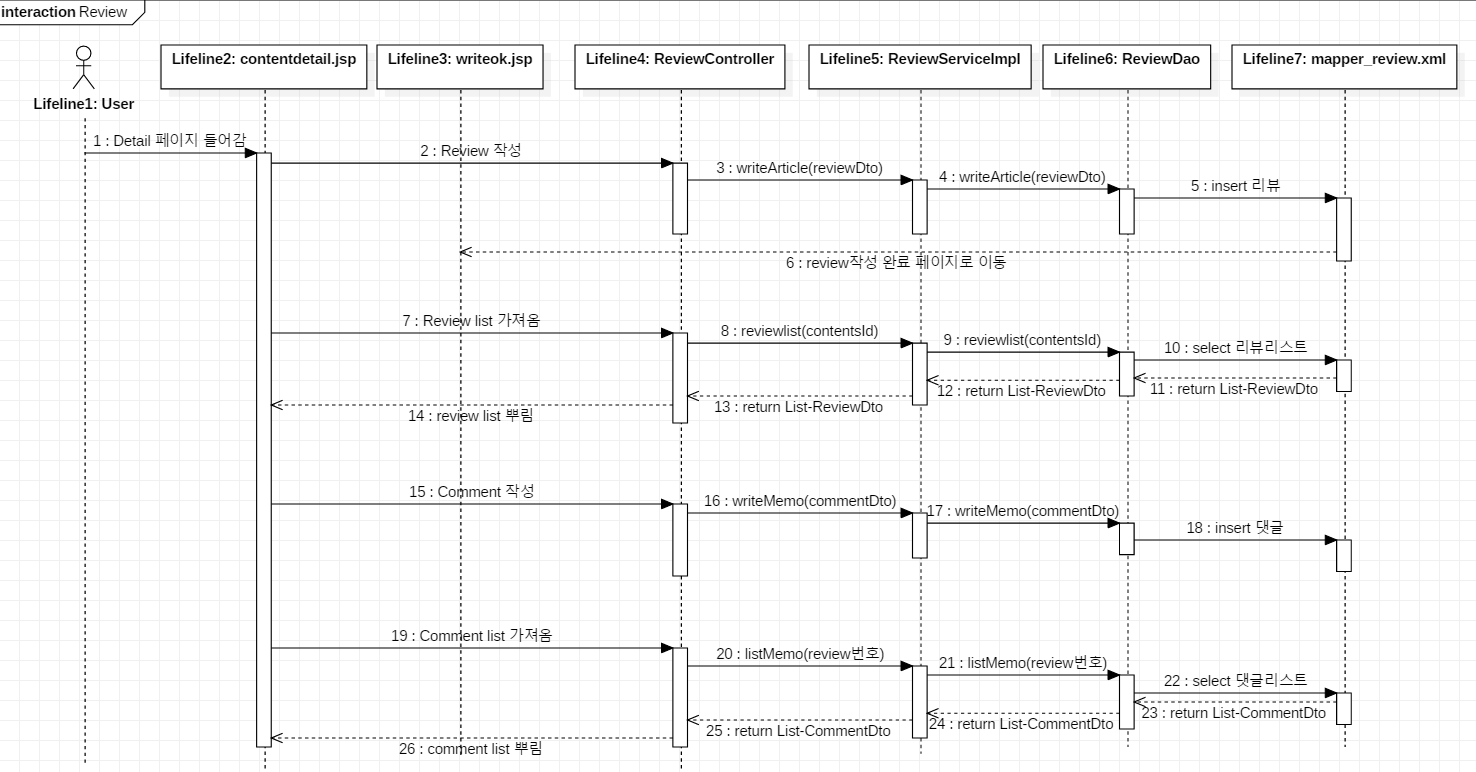 interaction Review
Lifeline1: User
Lifeline2: contentdetail.jsp
Lifeline3: writeok.jsp
Lifeline4: ReviewController
Lifeline5: ReviewServiceImpl
Lifeline6: ReviewDao
Lifeline7: mapper_review.xml
1 : Detail 페이지 들어감
2 : Review 작성
3 : writeArticle(reviewDto)
4 : writeArticle(reviewDto)
5 : insert 리뷰
6 : review작성 완료 페이지로 이동
7 : Review list 가져옴
8 : reviewlist(contentsId)
9 : reviewlist(contentsId)
10 : select 리뷰리스트
11 : return List-ReviewDto
12 : return List-ReviewDto
13 : return List-ReviewDto
14 : review list 뿌림
15 : Comment 작성
16 : writeMemo(commentDto)
17 : writeMemo(commentDto)
18 : insert 댓글
19 : Comment list 가져옴
20 : listMemo(review번호)
21 : listMemo(review번호)
22 : select 댓글리스트
23 : return List-CommentDto
24 : return List-CommentDto
25 : return List-CommentDto
26 : comment list 뿌림